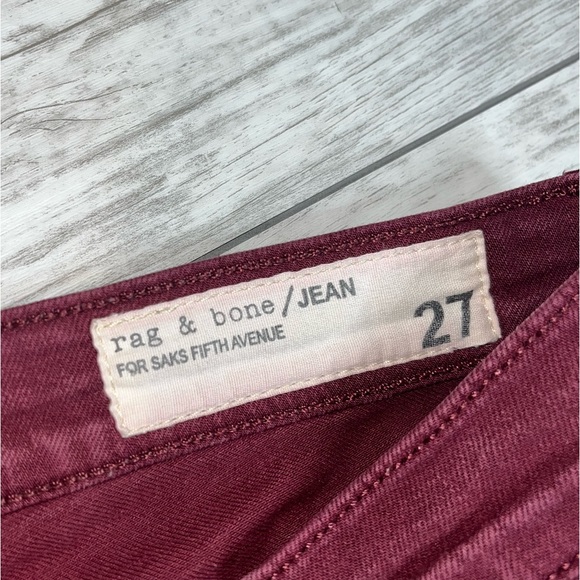 rag & bone/JEAN
FOR SAKS FIFTH AVENUE
27